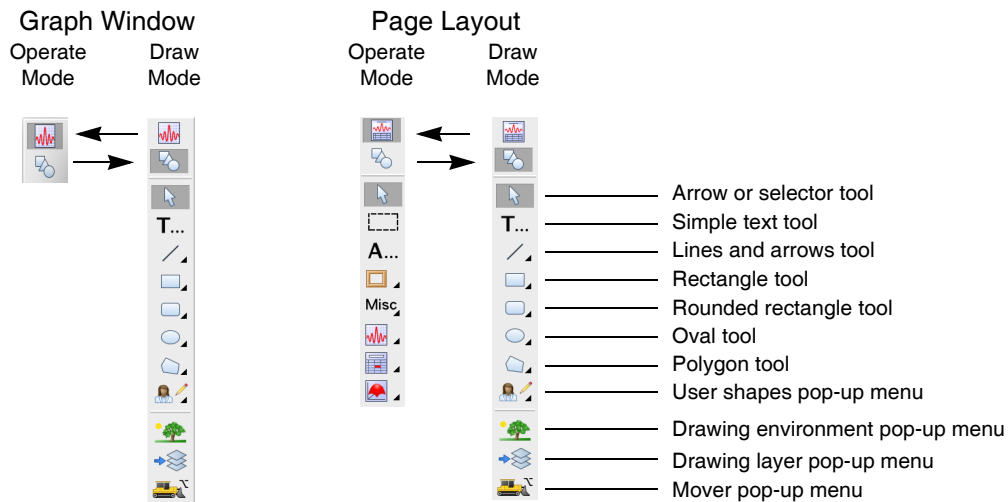 Graph Window
Page Layout
Operate Mode
Draw Mode
Operate Mode
Draw Mode
T...
A...
Misc
T...
Arrow or selector tool
Simple text tool
Lines and arrows tool
Rectangle tool
Rounded rectangle tool
Oval tool
Polygon tool
User shapes pop-up menu
Drawing environment pop-up menu
Drawing layer pop-up menu
Mover pop-up menu